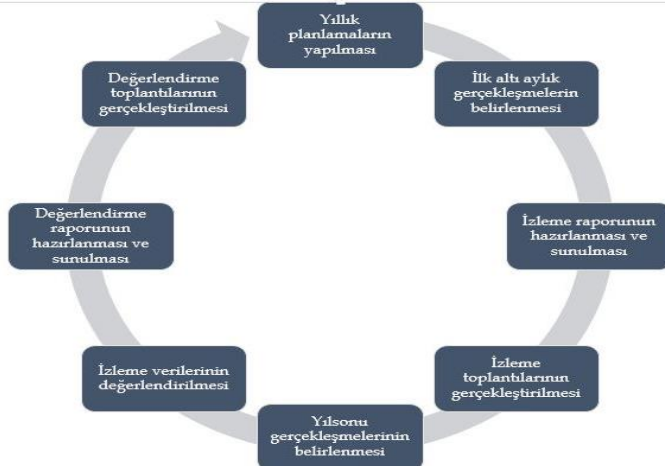 Yıllık
planlamaların
yapılması
İlk altı aylık
gerçekleşmelerin
belirlenmesi
İzleme raporunun
hazırlanması ve
sunulması
İzleme
toplantılarının
gerçekleştirilmesi
Yılsonu
gerçekleşmelerinin
belirlenmesi
İzleme verilerinin
değerlendirilmesi
Değerlendirme
raporunun
hazırlanması ve
sunulması
Değerlendirme
toplantılarının
gerçekleştirilmesi